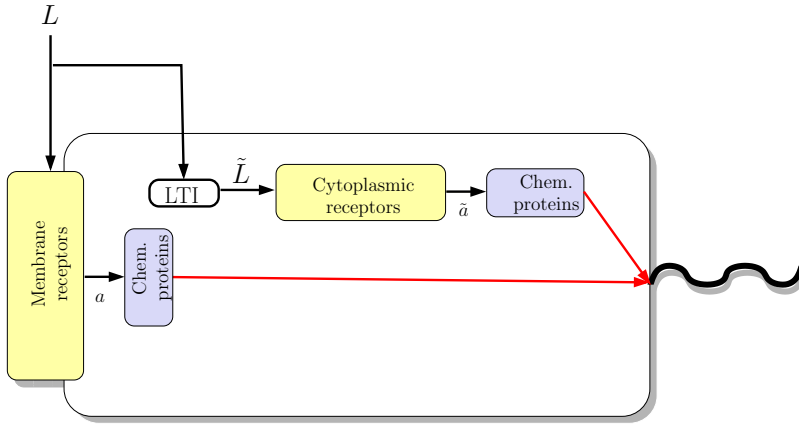 L
LTI
L̃
Cytoplasmic
receptors
ã
Chem.
proteins
Membrane
receptors
a
Chem.
proteins